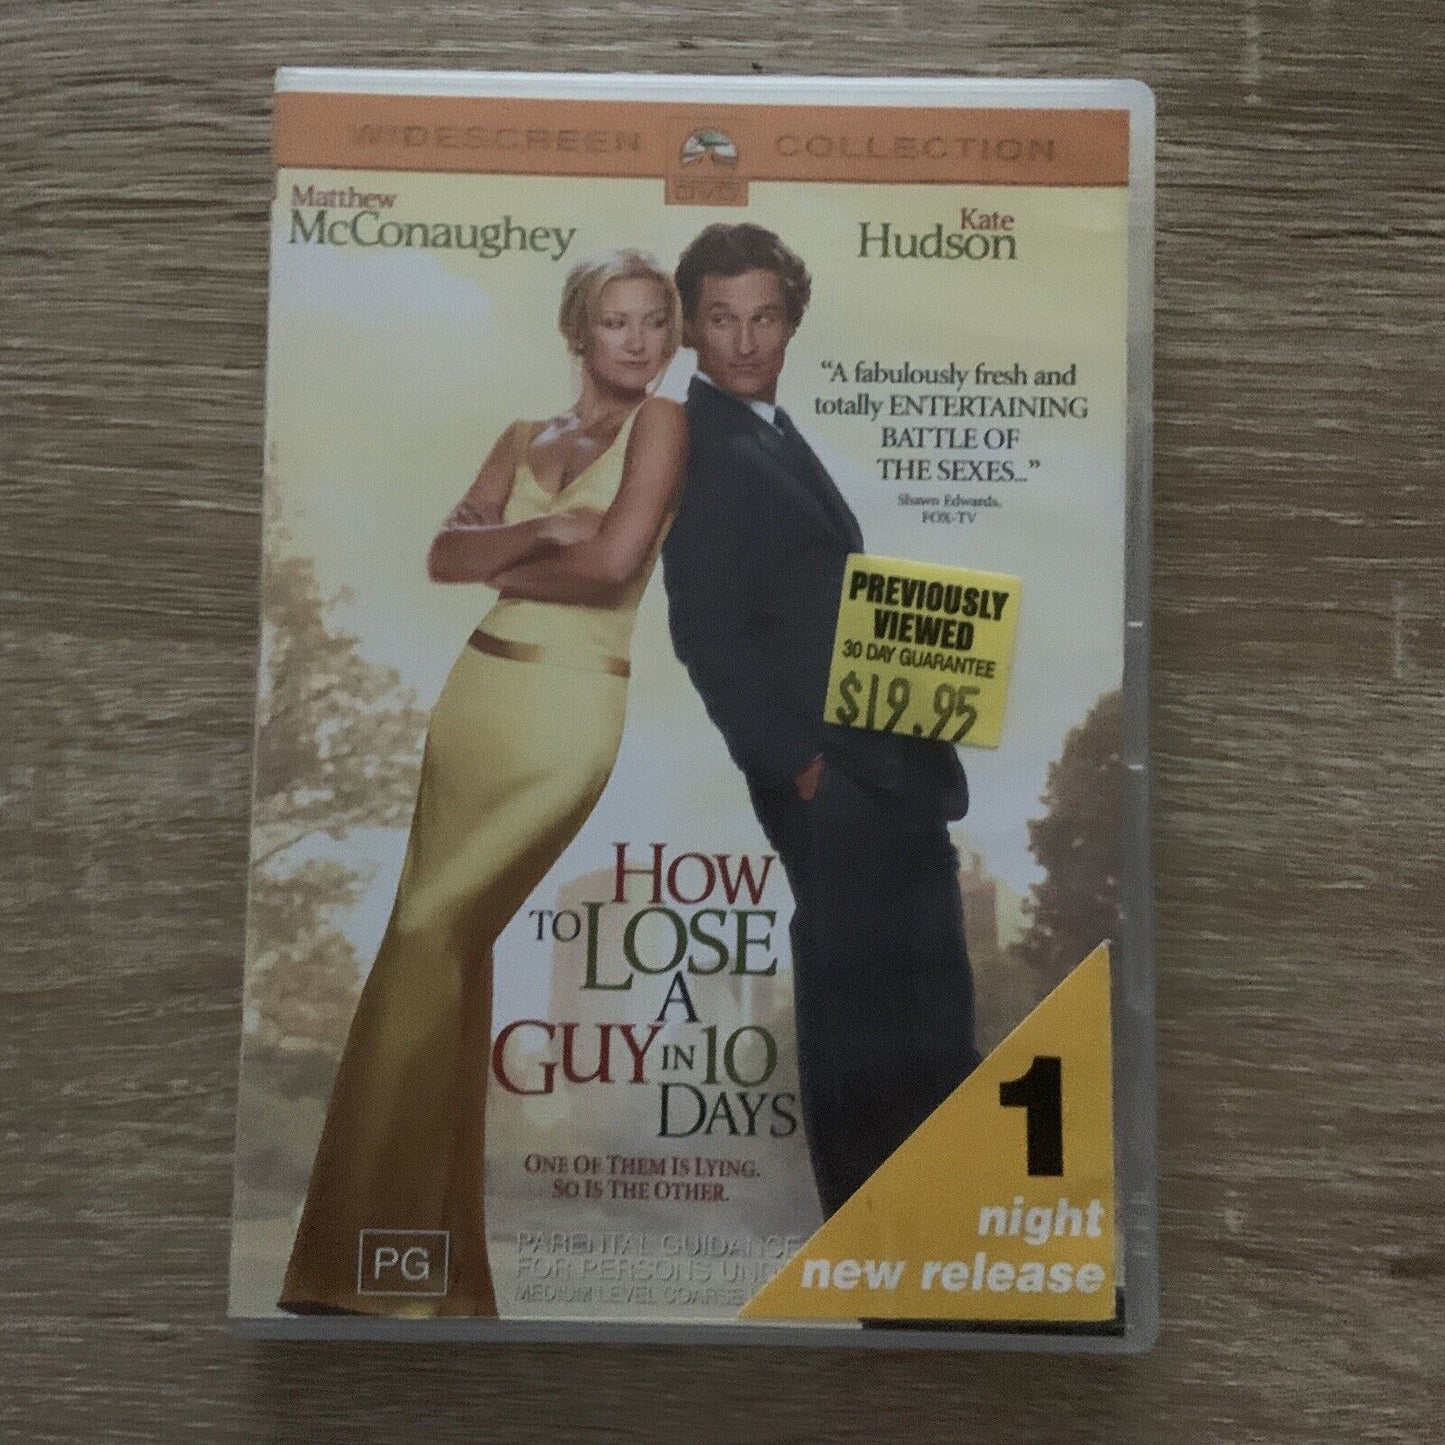 WIDESCREEN COLLECTION
DVD
Matthew
McConaughey
Kate
Hudson
"A fabulously fresh and
totally ENTERTAINING
BATTLE OF
THE SEXES..."
Shawn Edwards,
FOX-TV
PREVIOUSLY
VIEWED
30 DAY GUARANTEE
$19.95
HOW
TO LOSE
A
GUY IN 10
DAYS
ONE OF THEM IS LYING.
SO IS THE OTHER.
PG
PARENTAL GUIDANCE
FOR PERSONS
MEDIUM LEVEL COARSE
1
night
new release